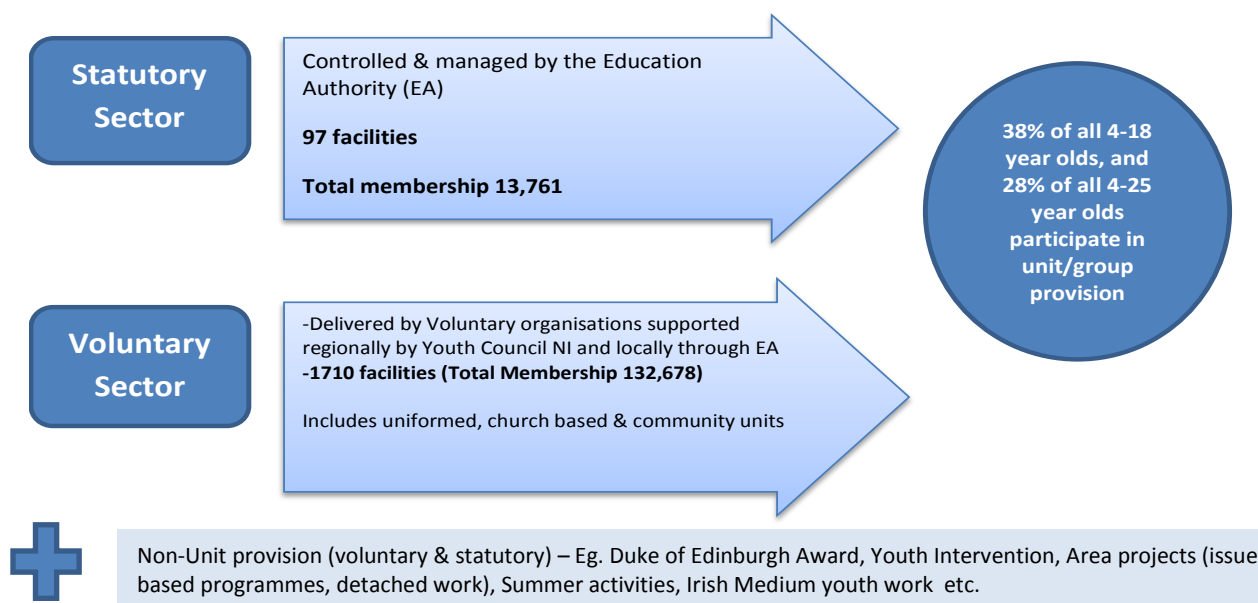 Statutory
Sector
Controlled & managed by the Education
Authority (EA)
97 facilities
Total membership 13,761
38% of all 4-18
year olds, and
28% of all 4-25
year olds
participate in
unit/group
provision
Voluntary
Sector
-Delivered by Voluntary organisations supported
regionally by Youth Council NI and locally through EA
-1710 facilities (Total Membership 132,678)
Includes uniformed, church based & community units
Non-Unit provision (voluntary & statutory) – Eg. Duke of Edinburgh Award, Youth Intervention, Area projects (issue
based programmes, detached work), Summer activities, Irish Medium youth work etc.